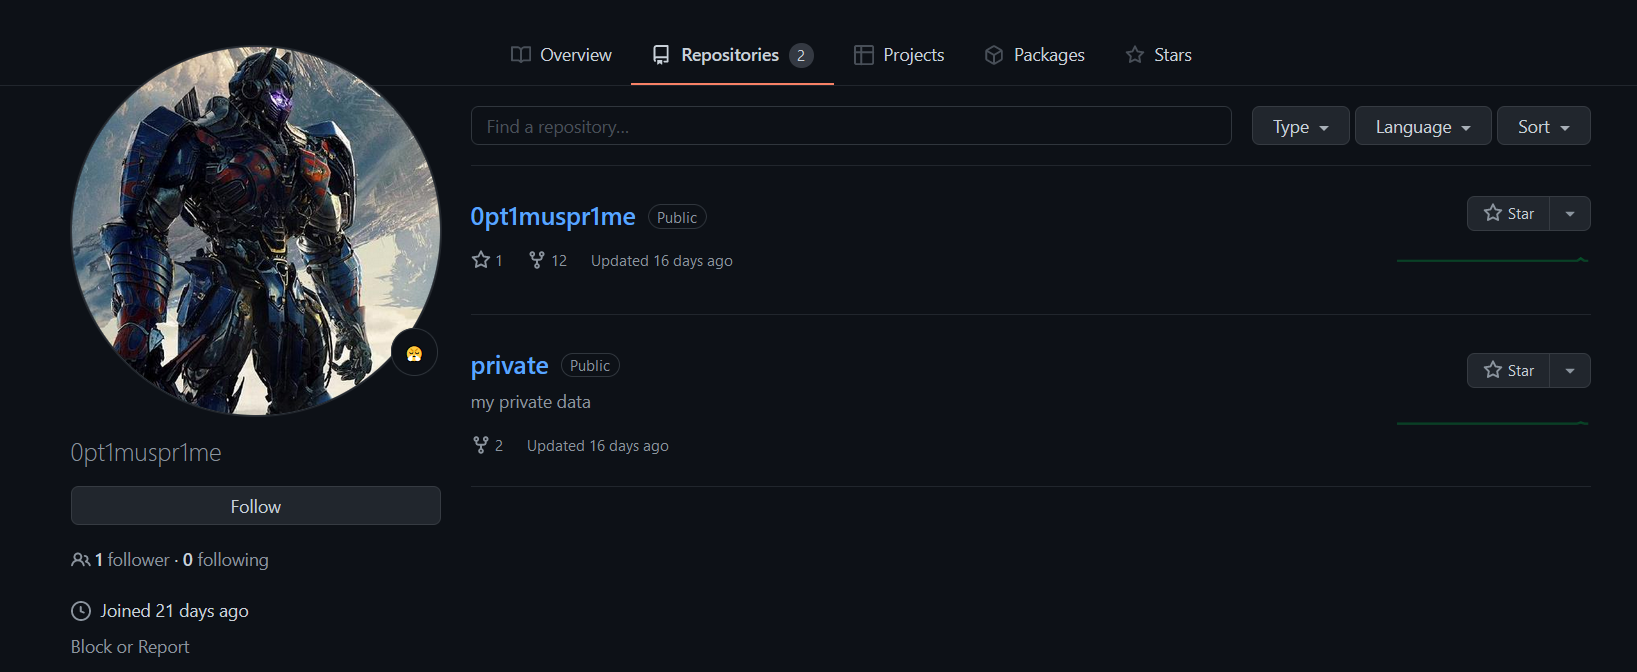 Overview Repositories 2 Projects Packages Stars
Find a repository...
Type Language Sort
0pt1muspr1me Public
Star
1 12 Updated 16 days ago
private Public
Star
my private data
2 Updated 16 days ago
0pt1muspr1me
Follow
1 follower · 0 following
Joined 21 days ago
Block or Report